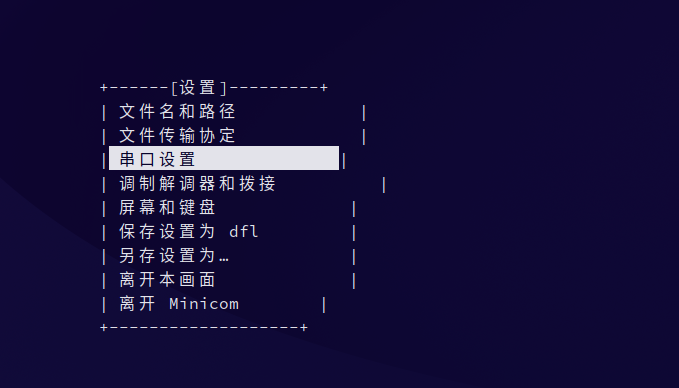 +------[设置]---------+
| 文件名和路径            |
| 文件传输协定            |
| 串口设置              |
| 调制解调器和拨接          |
| 屏幕和键盘             |
| 保存设置为 dfl         |
| 另存设置为…            |
| 离开本画面             |
| 离开 Minicom        |
+-------------------+